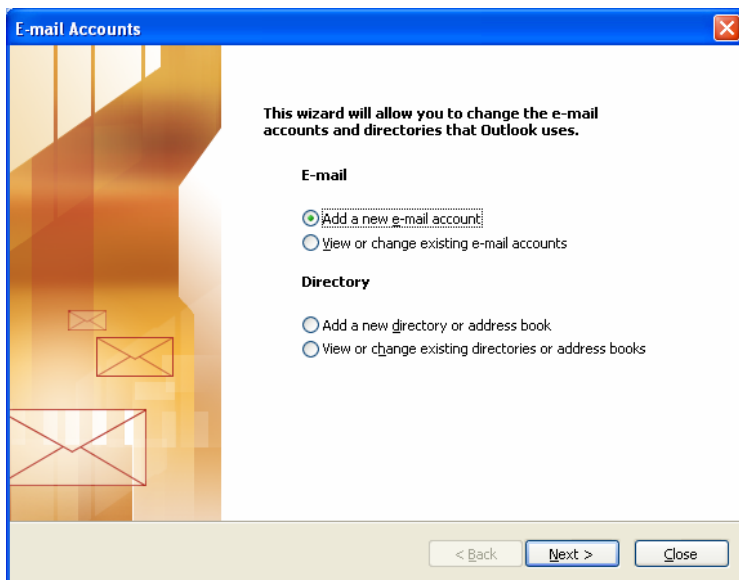 E-mail Accounts
This wizard will allow you to change the e-mail
accounts and directories that Outlook uses.
E-mail
Add a new e-mail account
View or change existing e-mail accounts
Directory
Add a new directory or address book
View or change existing directories or address books
< Back Next > Close